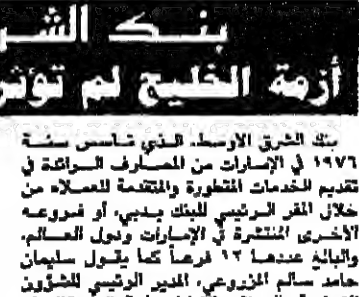 بنك الشر
أزمة الخليج لم تؤثر
بنك الشرق الأوسط، الذي تأسس سنة
١٩٧٦ في الإمارات من المصارف الرائدة في
تقديم الخدمات المتطورة والمتقدمة للعملاء من
خلال المقر الرئيسي للبنك بدبي، أو فروعه
الأخرى المنتشرة في الإمارات ودول العالم،
والبالغ عددها ١٢ فرعاً كما يقول سليمان
حامد سالم المزروعي، المدير الرئيسي للشؤون